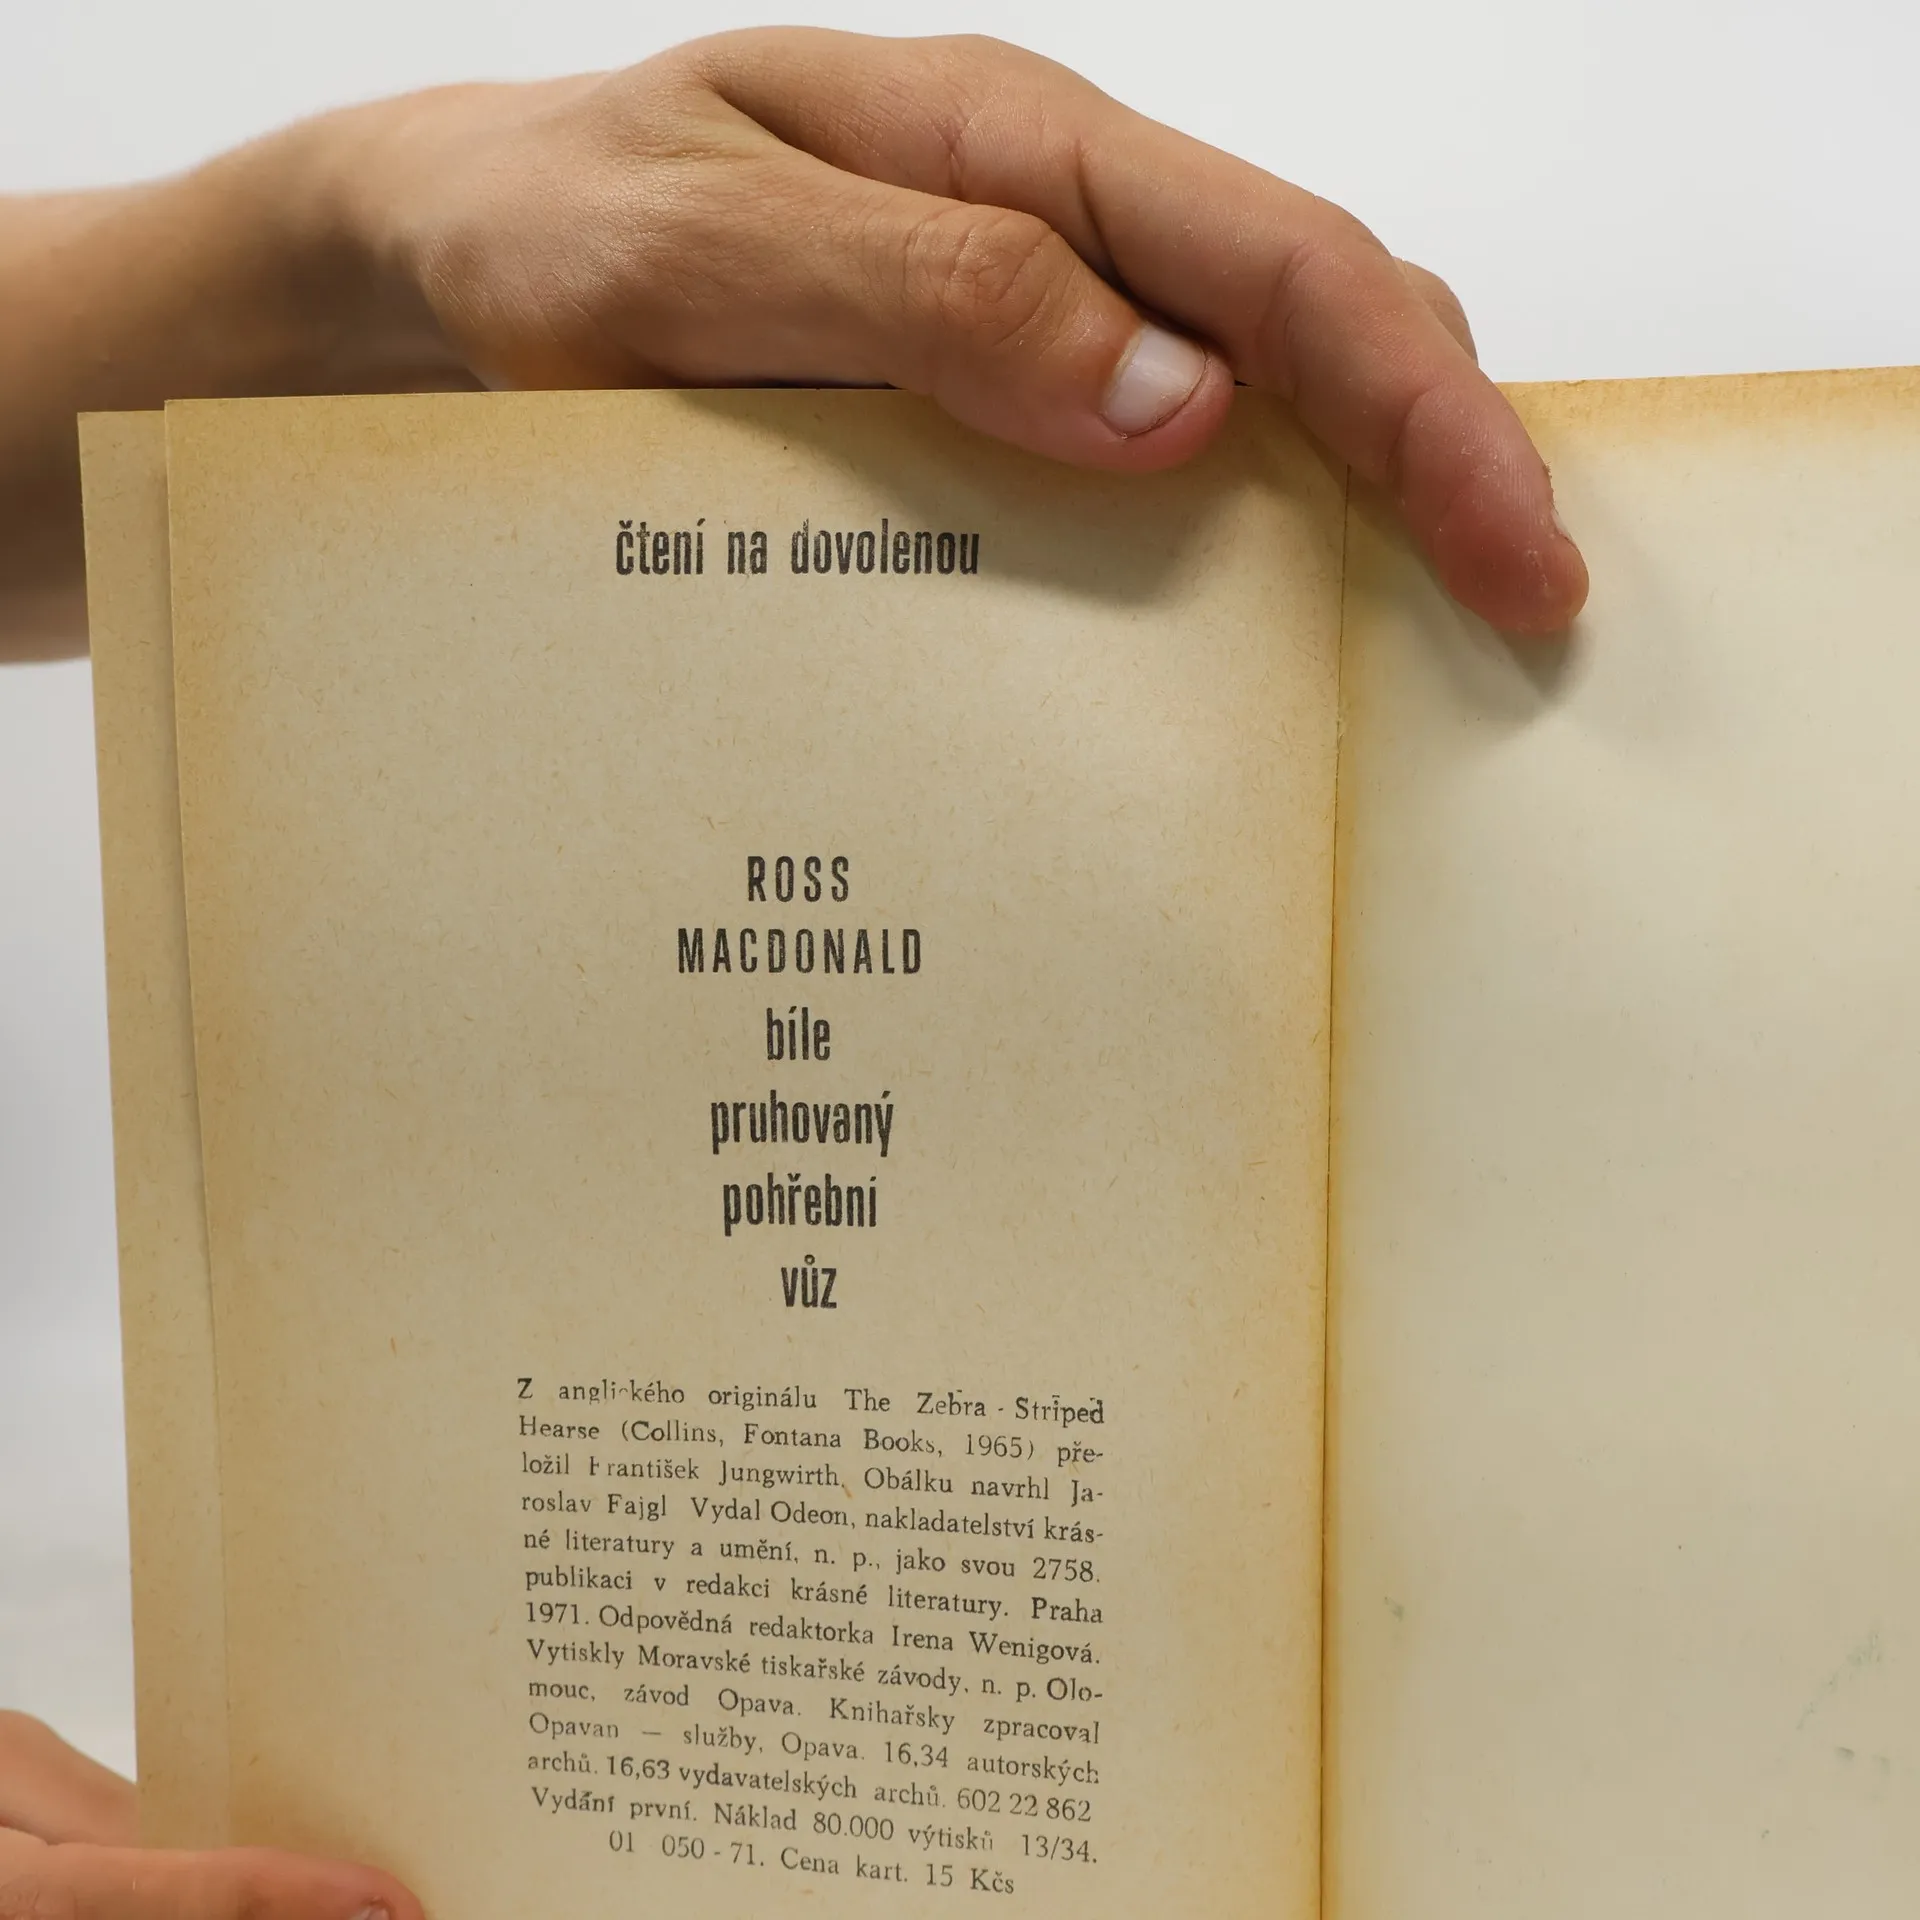 čtení na dovolenou
ROSS
MACDONALD
bíle
pruhovaný
pohřební
vůz
Z anglického originálu The Zebra - Striped
Hearse (Collins, Fontana Books, 1965) pře-
ložil František Jungwirth. Obálku navrhl Ja-
roslav Fajgl Vydal Odeon, nakladatelství krás-
né literatury a umění, n. p., jako svou 2758.
publikaci v redakci krásné literatury. Praha
1971. Odpovědná redaktorka Irena Wenigová.
Vytiskly Moravské tiskařské závody, n. p. Olo-
mouc, závod Opava. Knihařsky zpracoval
Opavan — služby, Opava. 16,34 autorských
archů. 16,63 vydavatelských archů. 602 22 862
Vydání první. Náklad 80.000 výtisků 13/34.
01 050 - 71. Cena kart. 15 Kčs